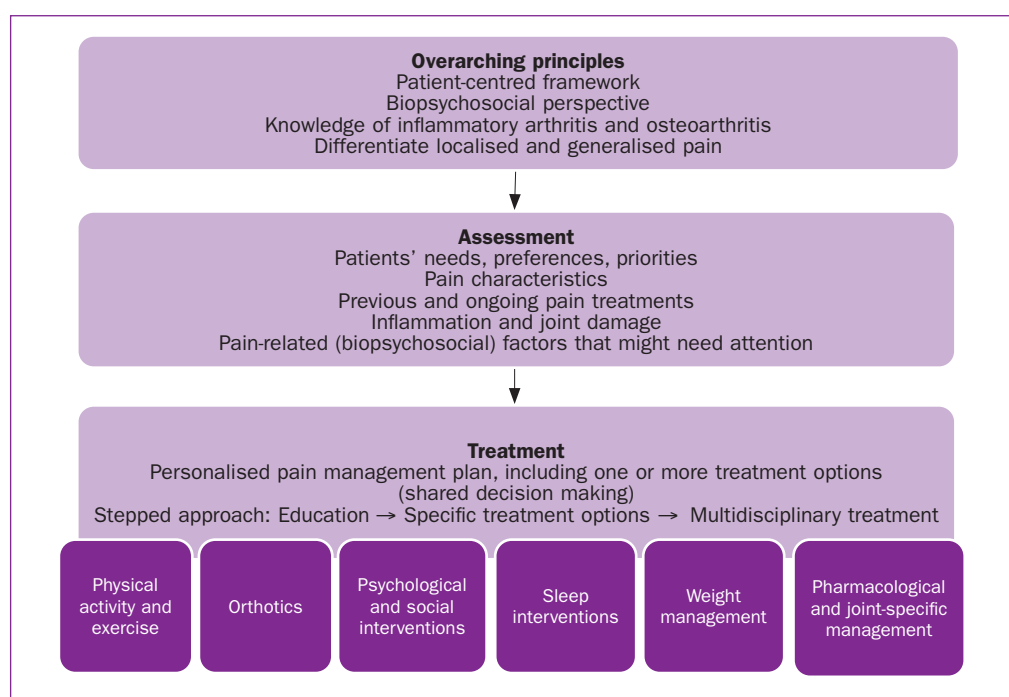 Overarching principles
Patient-centred framework
Biopsychosocial perspective
Knowledge of inflammatory arthritis and osteoarthritis
Differentiate localised and generalised pain
Assessment
Patients’ needs, preferences, priorities
Pain characteristics
Previous and ongoing pain treatments
Inflammation and joint damage
Pain-related (biopsychosocial) factors that might need attention
Treatment
Personalised pain management plan, including one or more treatment options
(shared decision making)
Stepped approach: Education → Specific treatment options → Multidisciplinary treatment
Physical
activity and
exercise
Orthotics
Psychological
and social
interventions
Sleep
interventions
Weight
management
Pharmacological
and joint-specific
management